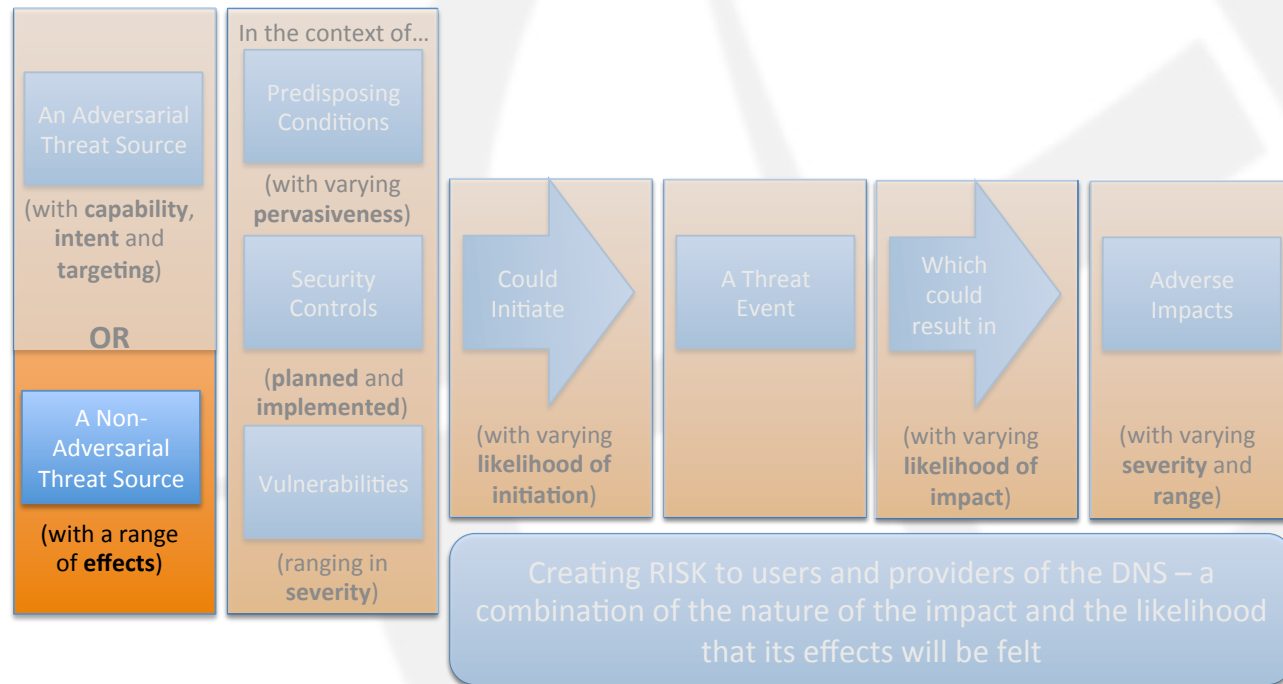 An Adversarial
Threat Source
(with capability,
intent and
targeting)
OR
A Non-
Adversarial
Threat Source
(with a range
of effects)
In the context of…
Predisposing
Conditions
(with varying
pervasiveness)
Security
Controls
(planned and
implemented)
Vulnerabilities
(ranging in
severity)
Could
Initiate
(with varying
likelihood of
initiation)
A Threat
Event
Which
could
result in
(with varying
likelihood of
impact)
Adverse
Impacts
(with varying
severity and
range)
Creating RISK to users and providers of the DNS – a
combination of the nature of the impact and the likelihood
that its effects will be felt